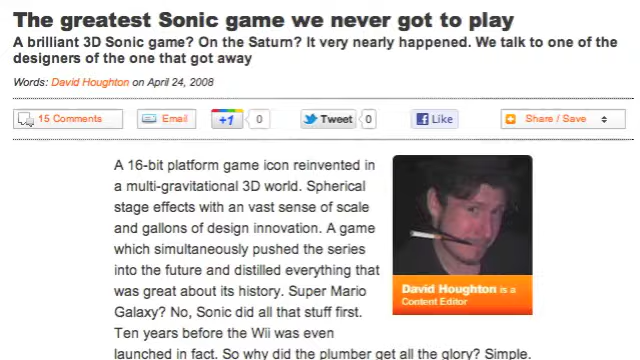 The greatest Sonic game we never got to play
A brilliant 3D Sonic game? On the Saturn? It very nearly happened. We talk to one of the
designers of the one that got away
Words: David Houghton on April 24, 2008
15 Comments Email +1 0 Tweet 0 Like Share / Save
A 16-bit platform game icon reinvented in
a multi-gravitational 3D world. Spherical
stage effects with an vast sense of scale
and gallons of design innovation. A game
which simultaneously pushed the series
into the future and distilled everything that
was great about its history. Super Mario
Galaxy? No, Sonic did all that stuff first.
Ten years before the Wii was even
launched in fact. So why did the plumber get all the glory? Simple.
David Houghton is a
Content Editor